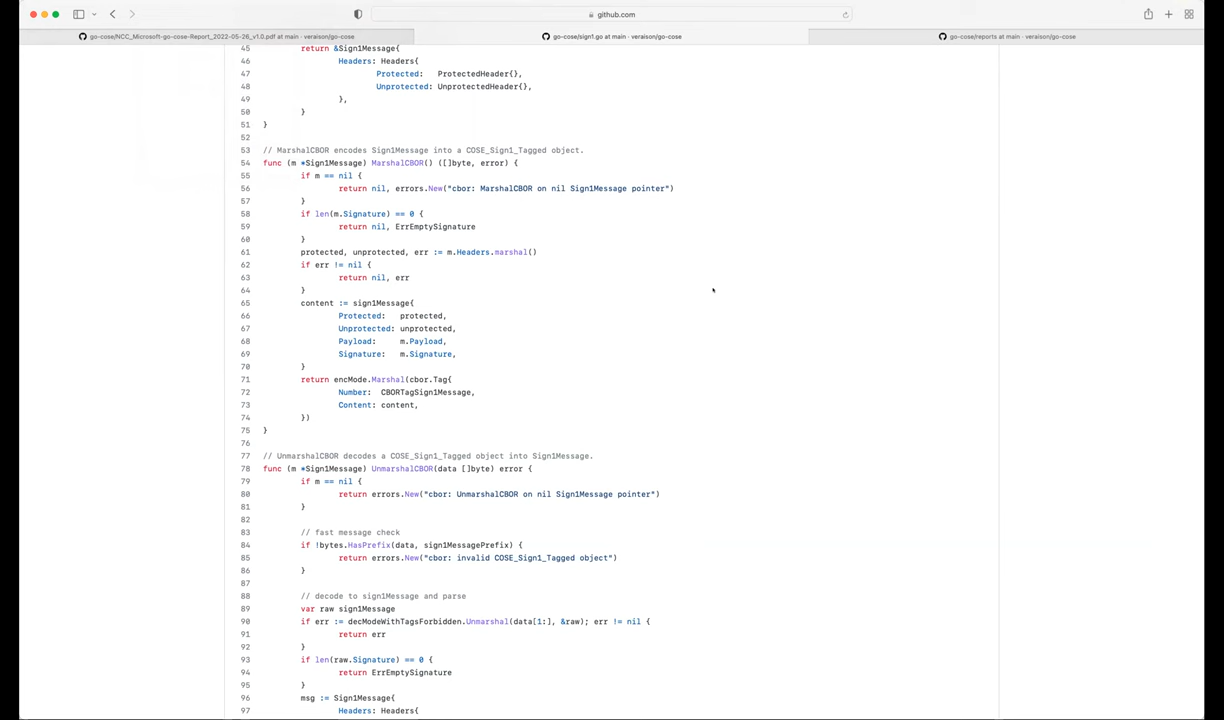 github.com
go-cose/NCC_Microsoft-go-cose-Report_2022-05-26_v1.0.pdf at main · veraison/go-cose
go-cose/sign1.go at main · veraison/go-cose
go-cose/reports at main · veraison/go-cose
45 return &Sign1Message{
46 Headers: Headers{
47 Protected: ProtectedHeader{},
48 Unprotected: UnprotectedHeader{},
49 },
50 }
51 }
52
53 // MarshalCBOR encodes Sign1Message into a COSE_Sign1_Tagged object.
54 func (m *Sign1Message) MarshalCBOR() ([]byte, error) {
55 if m == nil {
56 return nil, errors.New("cbor: MarshalCBOR on nil Sign1Message pointer")
57 }
58 if len(m.Signature) == 0 {
59 return nil, ErrEmptySignature
60 }
61 protected, unprotected, err := m.Headers.marshal()
62 if err != nil {
63 return nil, err
64 }
65 content := sign1Message{
66 Protected: protected,
67 Unprotected: unprotected,
68 Payload: m.Payload,
69 Signature: m.Signature,
70 }
71 return encMode.Marshal(cbor.Tag{
72 Number: CBORTagSign1Message,
73 Content: content,
74 })
75 }
76
77 // UnmarshalCBOR decodes a COSE_Sign1_Tagged object into Sign1Message.
78 func (m *Sign1Message) UnmarshalCBOR(data []byte) error {
79 if m == nil {
80 return errors.New("cbor: UnmarshalCBOR on nil Sign1Message pointer")
81 }
82
83 // fast message check
84 if !bytes.HasPrefix(data, sign1MessagePrefix) {
85 return errors.New("cbor: invalid COSE_Sign1_Tagged object")
86 }
87
88 // decode to sign1Message and parse
89 var raw sign1Message
90 if err := decModeWithTagsForbidden.Unmarshal(data[1:], &raw); err != nil {
91 return err
92 }
93 if len(raw.Signature) == 0 {
94 return ErrEmptySignature
95 }
96 msg := Sign1Message{
97 Headers: Headers{